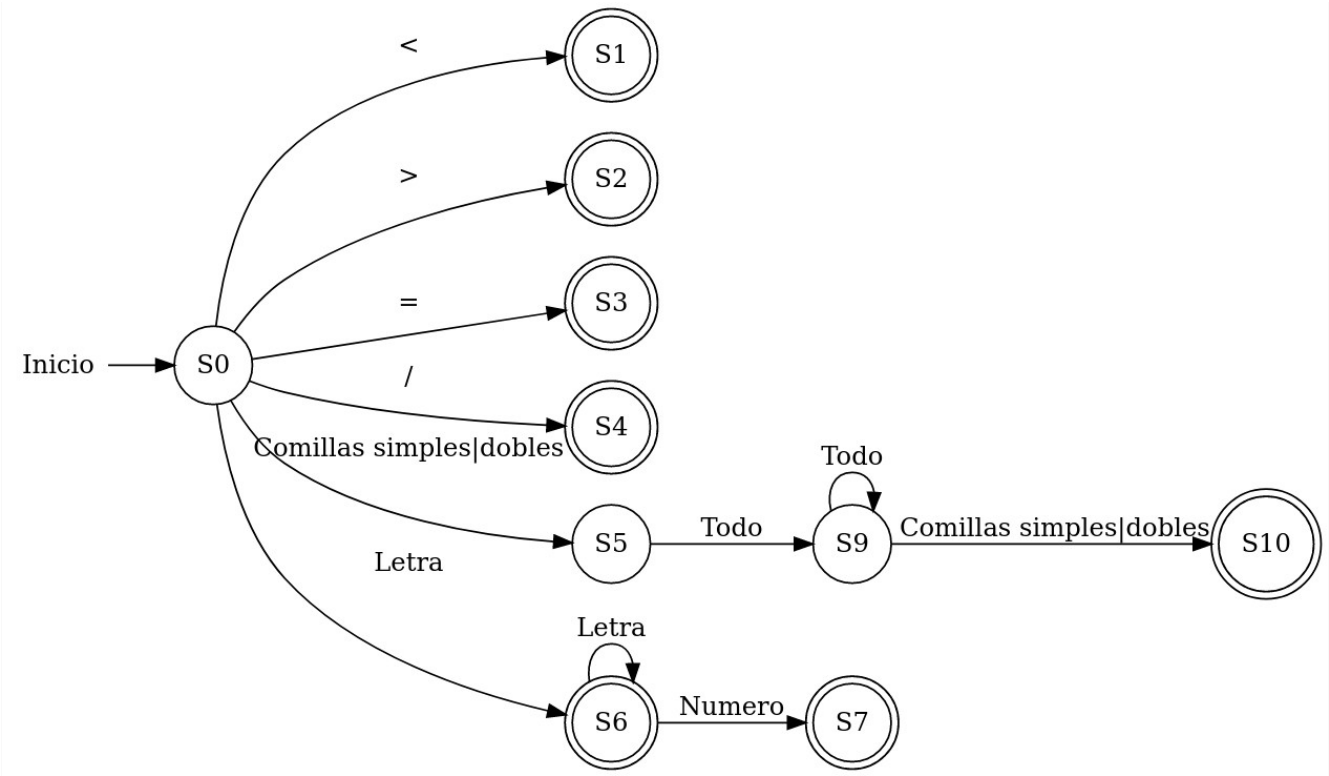 <
S1
>
S2
=
S3
Inicio
S0
/
S4
Comillas simples|dobles
Todo
S5
Todo
S9
Comillas simples|dobles
S10
Letra
Letra
S6
Numero
S7